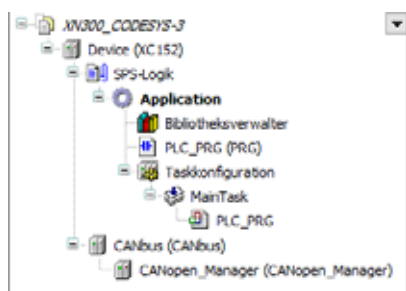 XN300_CODESYS-3
Device (XC152)
SPS-Logik
Application
Bibliotheksverwalter
PLC_PRG (PRG)
Taskkonfiguration
MainTask
PLC_PRG
CANbus (CANbus)
CANopen_Manager (CANopen_Manager)